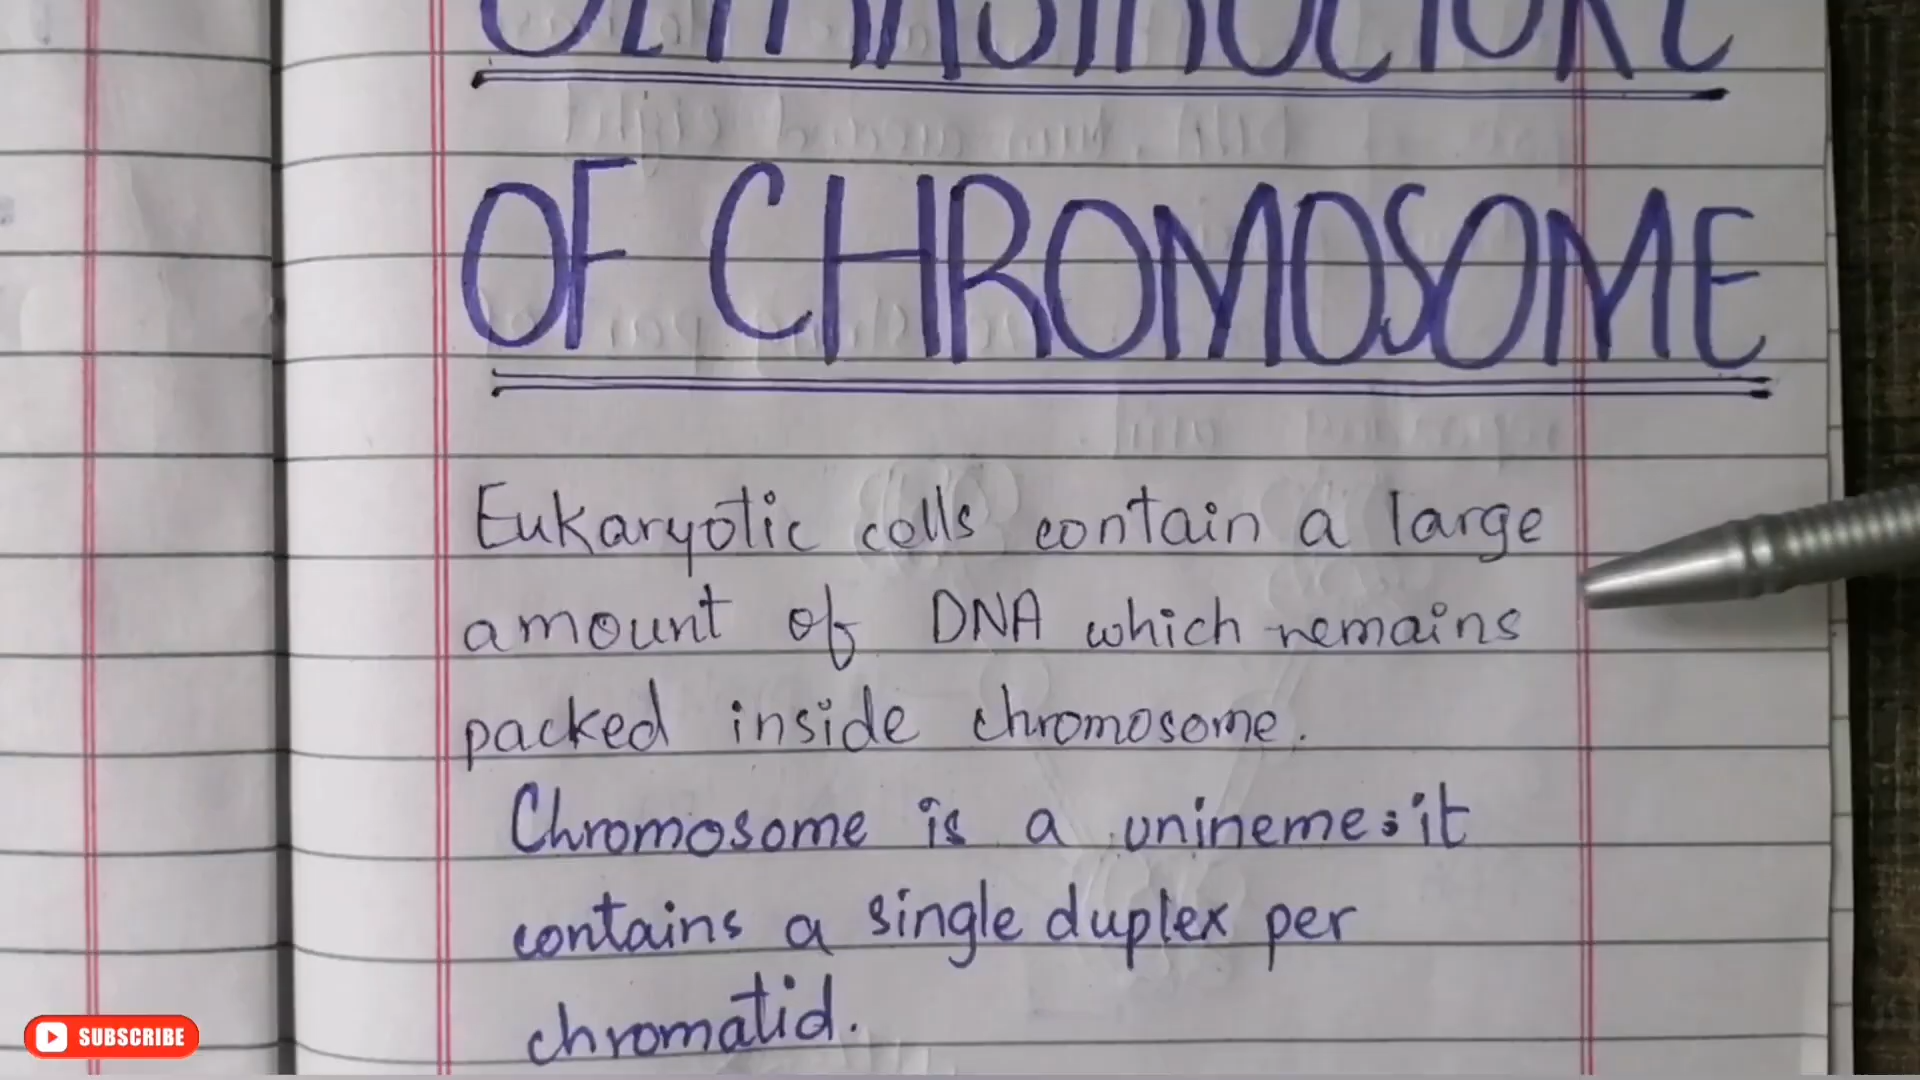 ULTRASTRUCTURE
OF CHROMOSOME
Eukaryotic cells contain a large
amount of DNA which remains
packed inside chromosome.
Chromosome is a unineme:it
contains a single duplex per
chromatid.
SUBSCRIBE